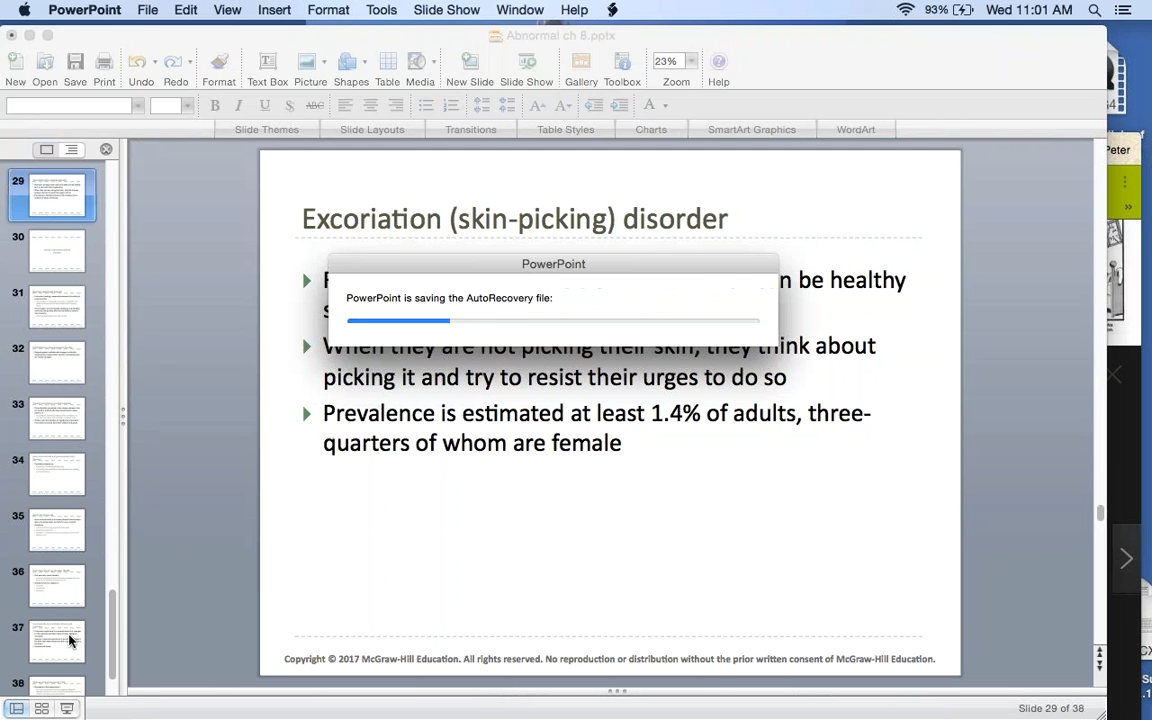 PowerPoint File Edit View Insert Format Tools Slide Show Window Help 93% Wed 11:01 AM
Abnormal ch 8.pptx
23%
New Open Save Print Undo Redo Format Text Box Picture Shapes Table Media New Slide Slide Show Gallery Toolbox Zoom Help
B I U S ABC A A A
Slide Themes Slide Layouts Transitions Table Styles Charts SmartArt Graphics WordArt
Peter
29
30
31
32
33
34
35
36
37
38
Excoriation (skin-picking) disorder
PowerPoint
n be healthy
PowerPoint is saving the AutoRecovery file:
When they are not picking their skin, they think about
picking it and try to resist their urges to do so
Prevalence is estimated at least 1.4% of adults, three-
quarters of whom are female
Copyright © 2017 McGraw-Hill Education. All rights reserved. No reproduction or distribution without the prior written consent of McGraw-Hill Education.
Slide 29 of 38